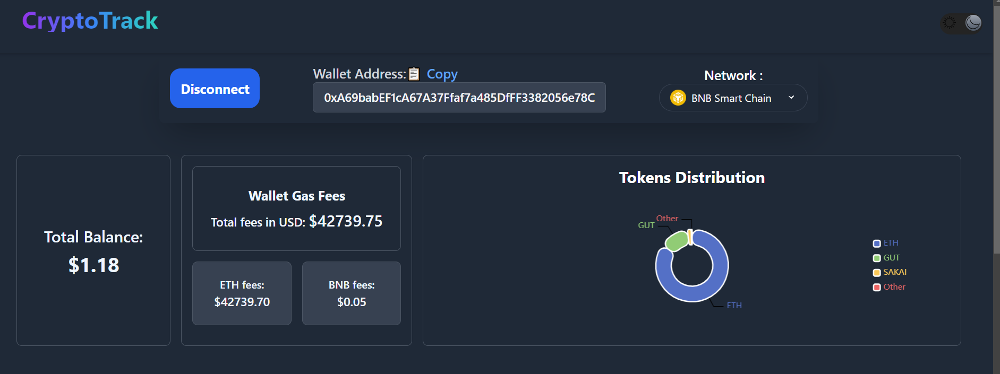 CryptoTrack
Disconnect
Wallet Address: Copy
0xA69babEF1cA67A37Ffaf7a485DfFF3382056e78C
Network :
BNB Smart Chain
Total Balance:
$1.18
Wallet Gas Fees
Total fees in USD: $42739.75
ETH fees:
$42739.70
BNB fees:
$0.05
Tokens Distribution
Other
GUT
ETH
ETH
GUT
SAKAI
Other